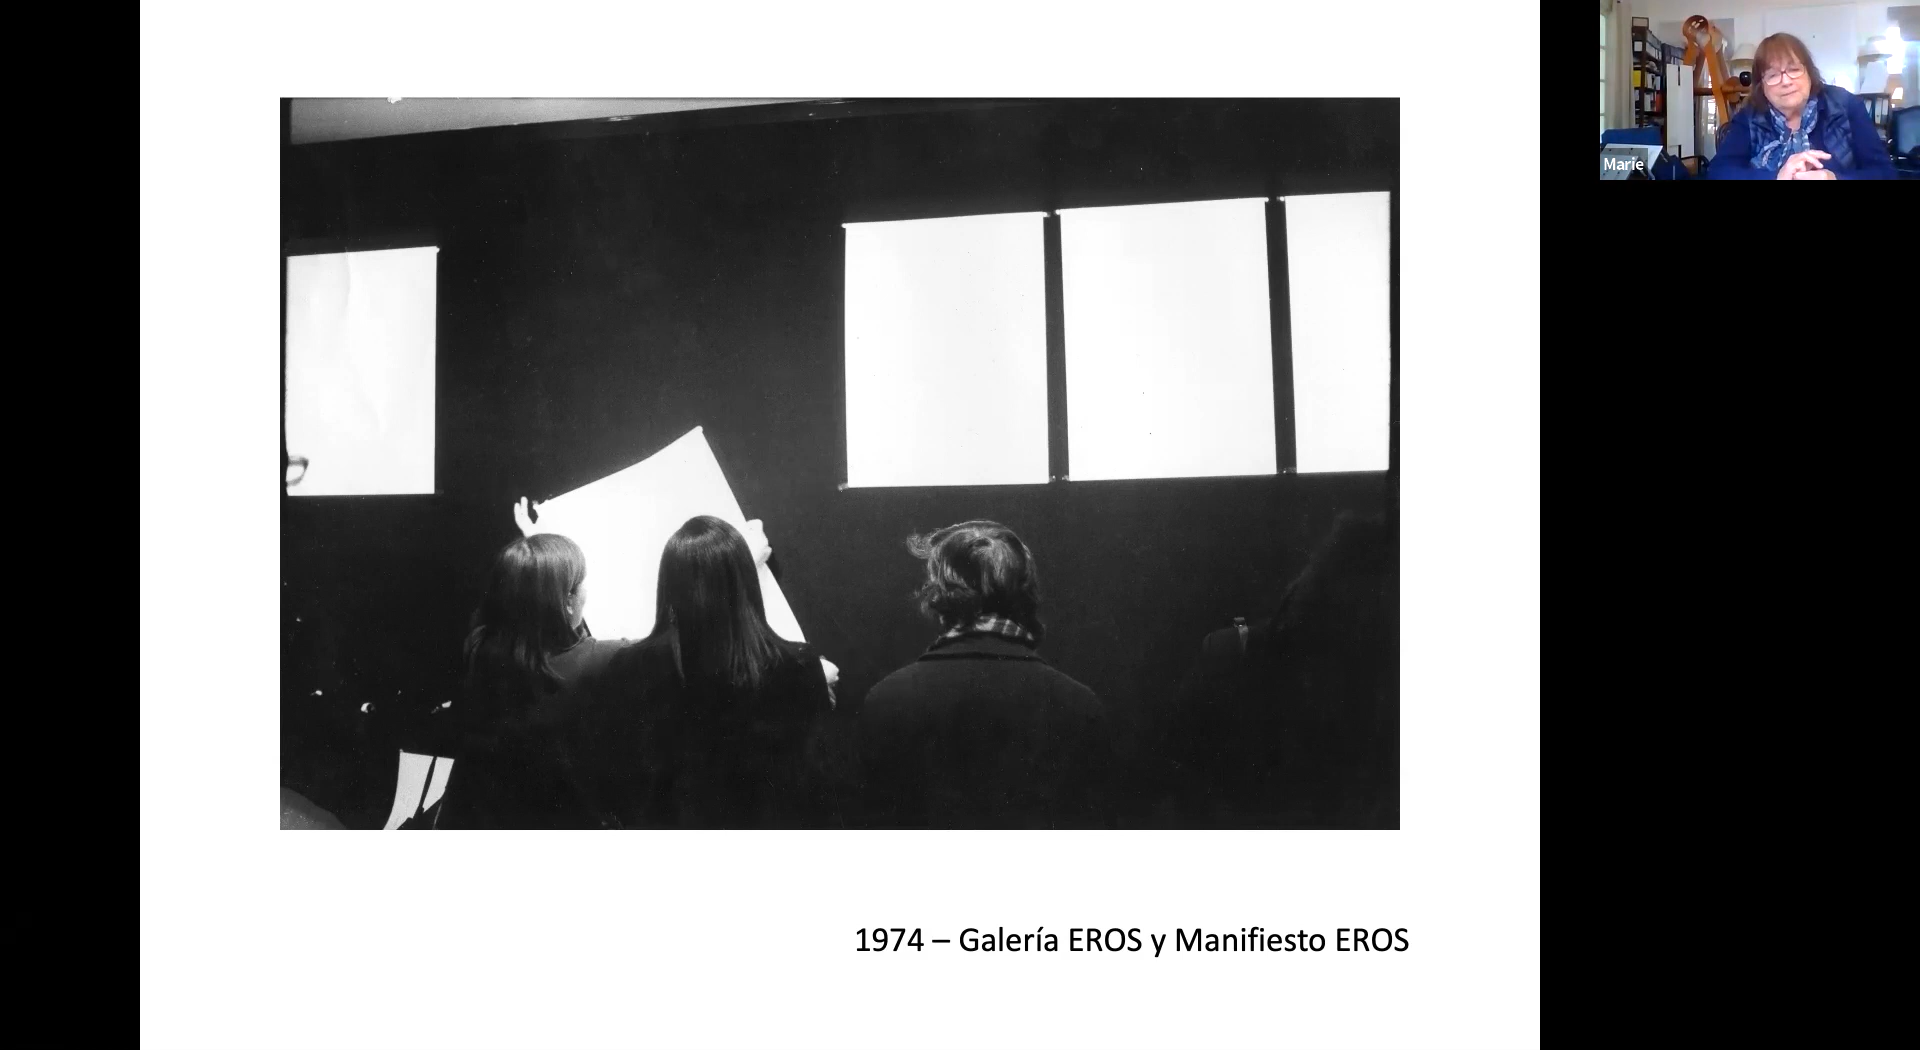 Marie
1974 – Galería EROS y Manifiesto EROS